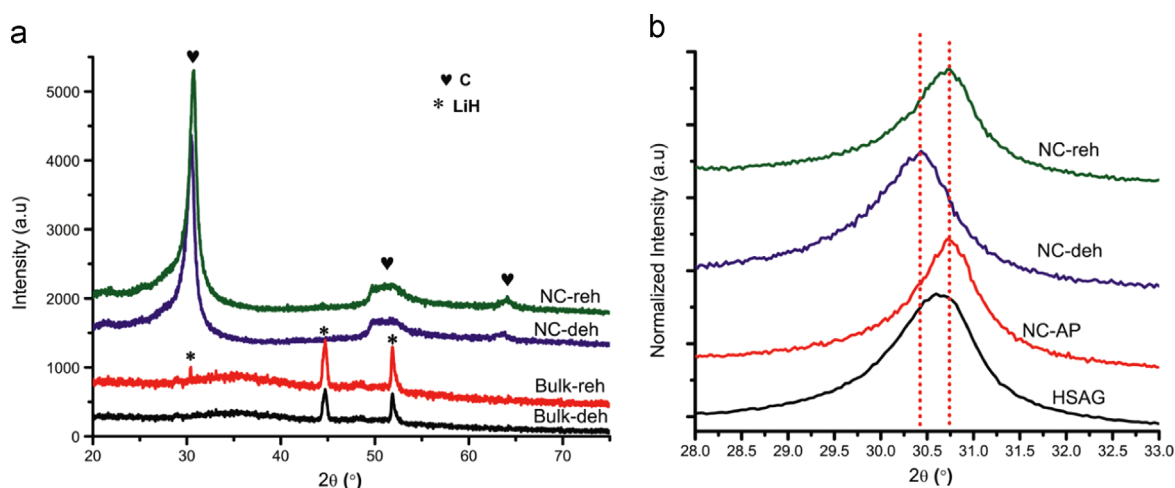 a
♥ C
* LiH
NC-reh
NC-deh
Bulk-reh
Bulk-deh
Intensity (a.u)
5000
4000
3000
2000
1000
0
20 30 40 50 60 70
2θ (°)
b
NC-reh
NC-deh
NC-AP
HSAG
Normalized Intensity (a.u)
28.0 28.5 29.0 29.5 30.0 30.5 31.0 31.5 32.0 32.5 33.0
2θ (°)